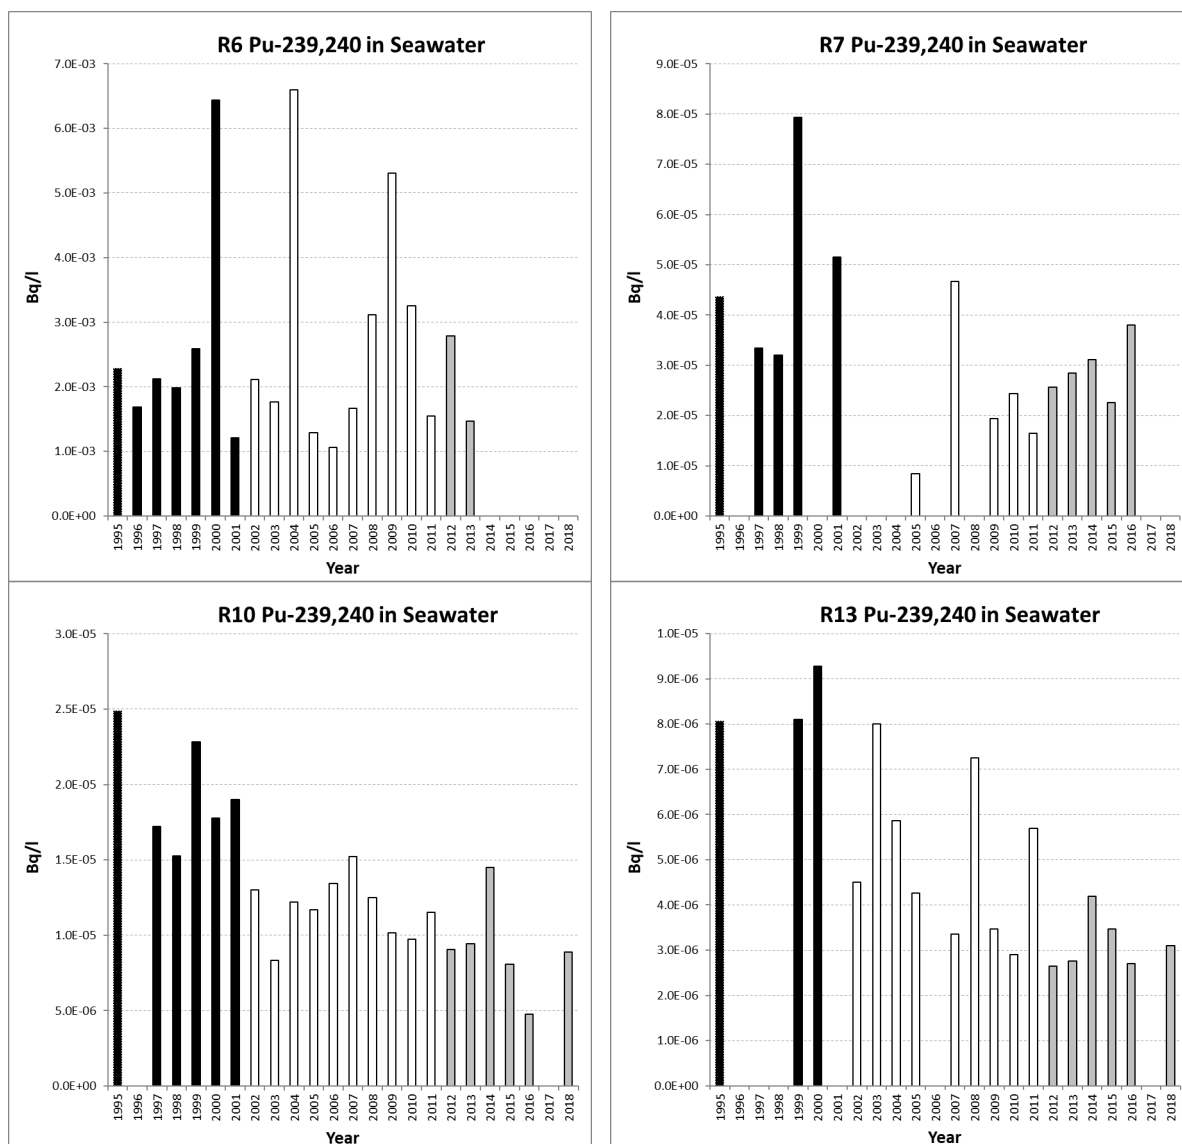 R6 Pu-239,240 in Seawater
7.0E-03
6.0E-03
5.0E-03
4.0E-03
3.0E-03
2.0E-03
1.0E-03
0.0E+00
Bq/l
1995 1996 1997 1998 1999 2000 2001 2002 2003 2004 2005 2006 2007 2008 2009 2010 2011 2012 2013 2014 2015 2016 2017 2018
Year
R7 Pu-239,240 in Seawater
9.0E-05
8.0E-05
7.0E-05
6.0E-05
5.0E-05
4.0E-05
3.0E-05
2.0E-05
1.0E-05
0.0E+00
Bq/l
1995 1996 1997 1998 1999 2000 2001 2002 2003 2004 2005 2006 2007 2008 2009 2010 2011 2012 2013 2014 2015 2016 2017 2018
Year
R10 Pu-239,240 in Seawater
3.0E-05
2.5E-05
2.0E-05
1.5E-05
1.0E-05
5.0E-06
0.0E+00
Bq/l
1995 1996 1997 1998 1999 2000 2001 2002 2003 2004 2005 2006 2007 2008 2009 2010 2011 2012 2013 2014 2015 2016 2017 2018
Year
R13 Pu-239,240 in Seawater
1.0E-05
9.0E-06
8.0E-06
7.0E-06
6.0E-06
5.0E-06
4.0E-06
3.0E-06
2.0E-06
1.0E-06
0.0E+00
Bq/l
1995 1996 1997 1998 1999 2000 2001 2002 2003 2004 2005 2006 2007 2008 2009 2010 2011 2012 2013 2014 2015 2016 2017 2018
Year